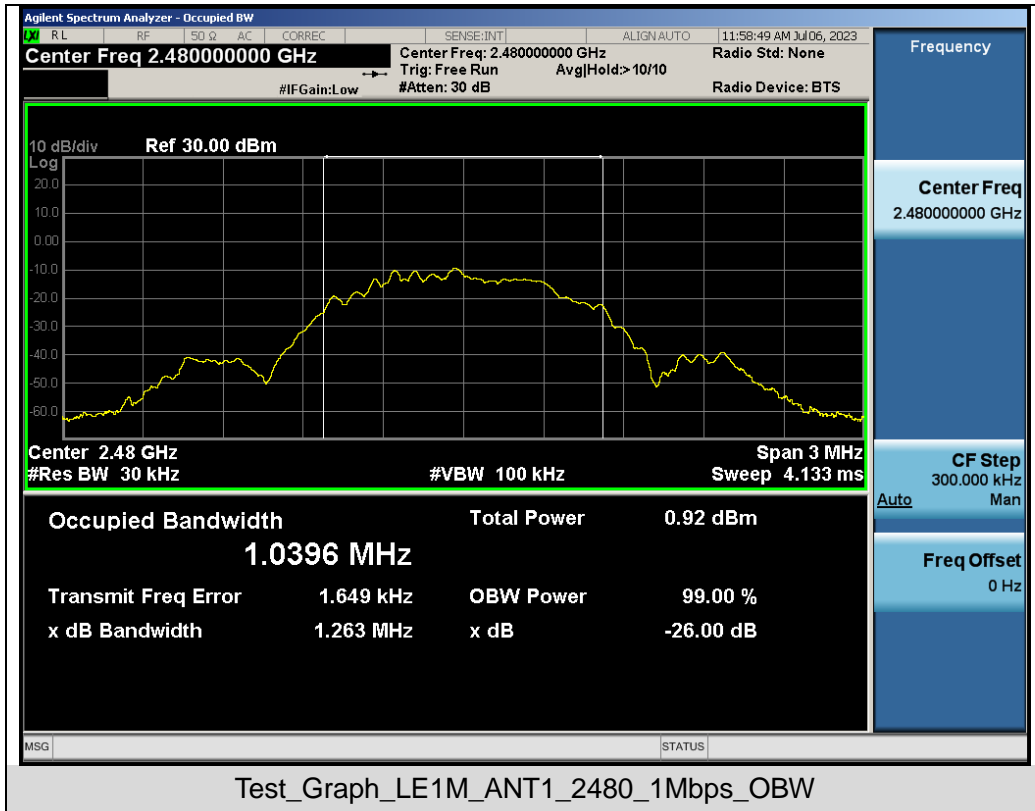 Agilent Spectrum Analyzer - Occupied BW
LXI RL RF 50 Ω AC CORREC SENSE:INT ALIGN AUTO 11:58:49 AM Jul 06, 2023
Center Freq 2.480000000 GHz
Center Freq: 2.480000000 GHz
Radio Std: None
Trig: Free Run Avg|Hold:> 10/10
#IFGain:Low
#Atten: 30 dB
Radio Device: BTS
10 dB/div Ref 30.00 dBm
Log
20.0
10.0
0.00
-10.0
-20.0
-30.0
-40.0
-50.0
-60.0
Center 2.48 GHz Span 3 MHz
#Res BW 30 kHz #VBW 100 kHz Sweep 4.133 ms
Occupied Bandwidth Total Power 0.92 dBm
1.0396 MHz
Transmit Freq Error 1.649 kHz OBW Power 99.00 %
x dB Bandwidth 1.263 MHz x dB -26.00 dB
Frequency
Center Freq
2.480000000 GHz
CF Step
300.000 kHz
Auto Man
Freq Offset
0 Hz
MSG STATUS
Test_Graph_LE1M_ANT1_2480_1Mbps_OBW